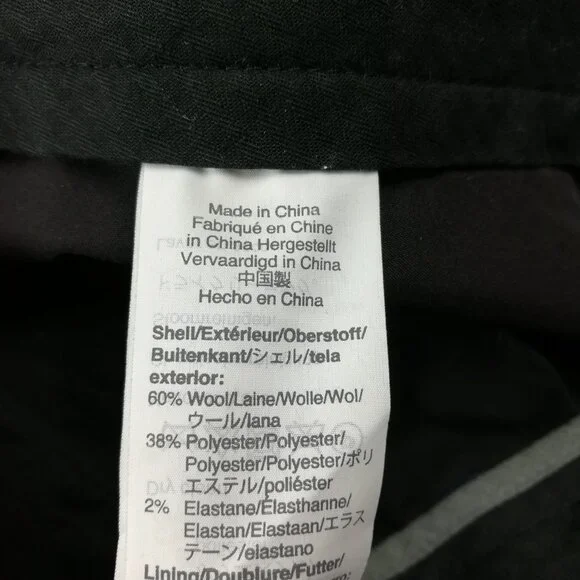 Made in China
Fabriqué en Chine
in China Hergestellt
Vervaardigd in China
中国製
Hecho en China
Shell/Extérieur/Oberstoff/
Buitenkant/シェル/tela
exterior:
60% Wool/Laine/Wolle/Wol/
ウール/lana
38% Polyester/Polyester/
Polyester/Polyester/ポリ
エステル/poliéster
2% Elastane/Élasthanne/
Elastan/Elastaan/エラス
テーン/elastano
Lining/Doublure/Futter/